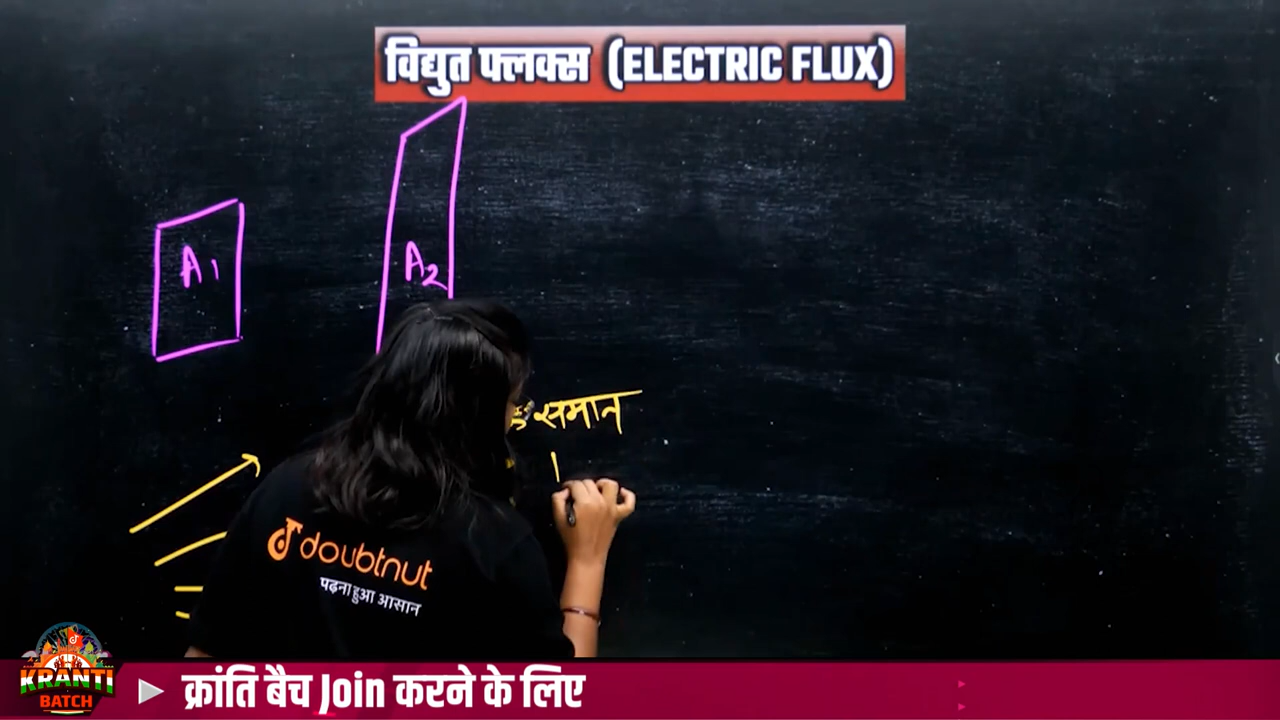 विद्युत फ्लक्स (ELECTRIC FLUX)
A1
A2
समान
doubtnut
पढ़ना हुआ आसान
KRANTI
BATCH
क्रांति बैच Join करने के लिए